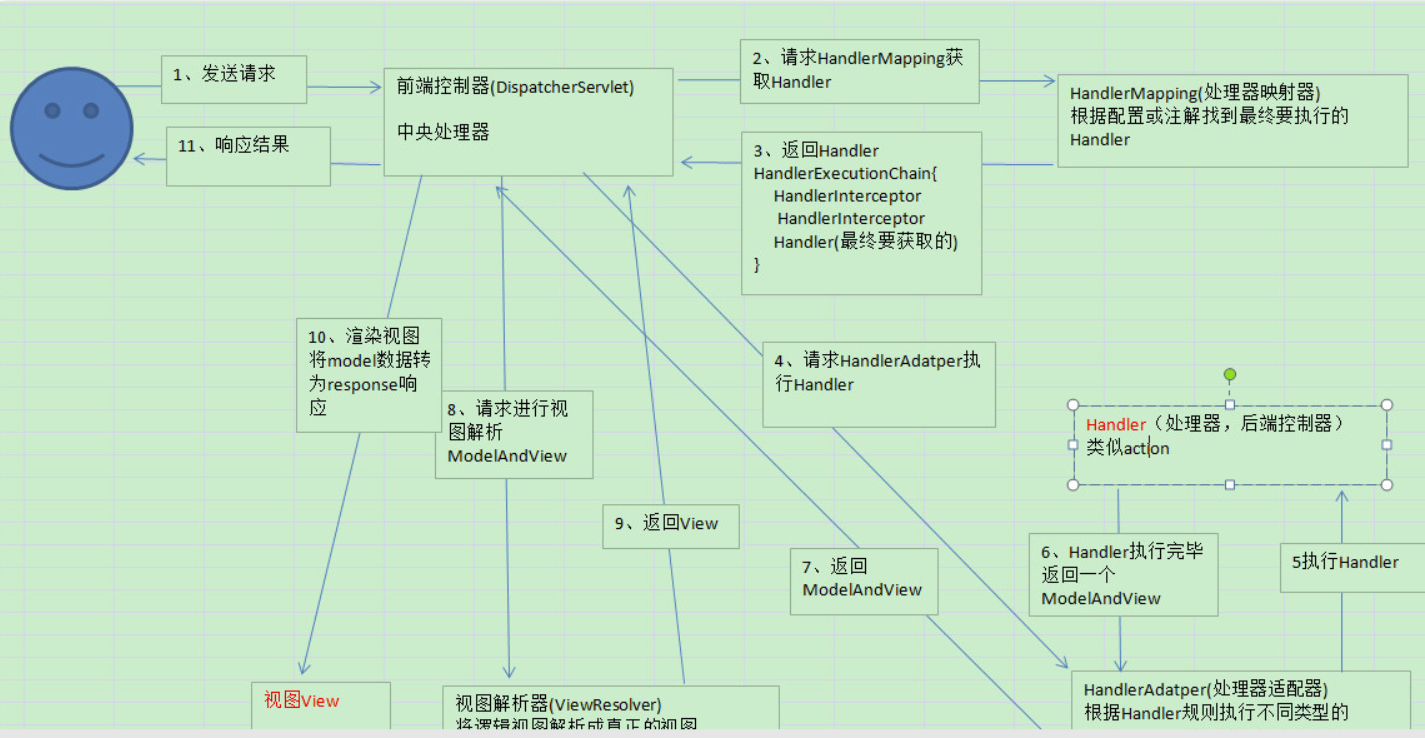 1、发送请求
前端控制器(DispatcherServlet)
中央处理器
2、请求HandlerMapping获
取Handler
HandlerMapping(处理器映射器)
根据配置或注解找到最终要执行的
Handler
11、响应结果
3、返回Handler
HandlerExecutionChain{
HandlerInterceptor
HandlerInterceptor
Handler(最终要获取的)
}
10、渲染视图
将model数据转
为response响
应
8、请求进行视
图解析
ModelAndView
4、请求HandlerAdatper执
行Handler
Handler（处理器，后端控制器）
类似action
9、返回View
7、返回
ModelAndView
6、Handler执行完毕
返回一个
ModelAndView
5执行Handler
视图View
视图解析器(ViewResolver)
将逻辑视图解析成真正的视图
HandlerAdatper(处理器适配器)
根据Handler规则执行不同类型的